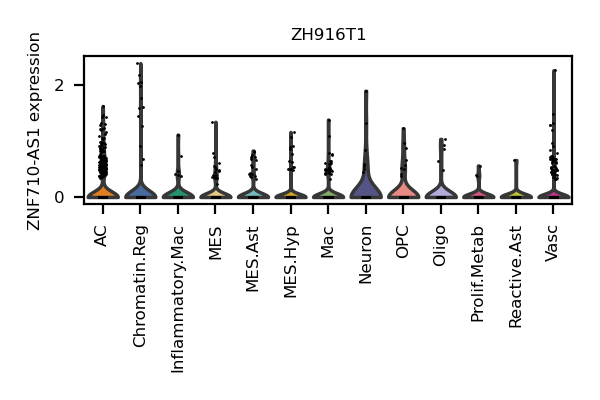 ZH916T1
ZNF710-AS1 expression
2
0
AC
Chromatin.Reg
Inflammatory.Mac
MES
MES.Ast
MES.Hyp
Mac
Neuron
OPC
Oligo
Prolif.Metab
Reactive.Ast
Vasc